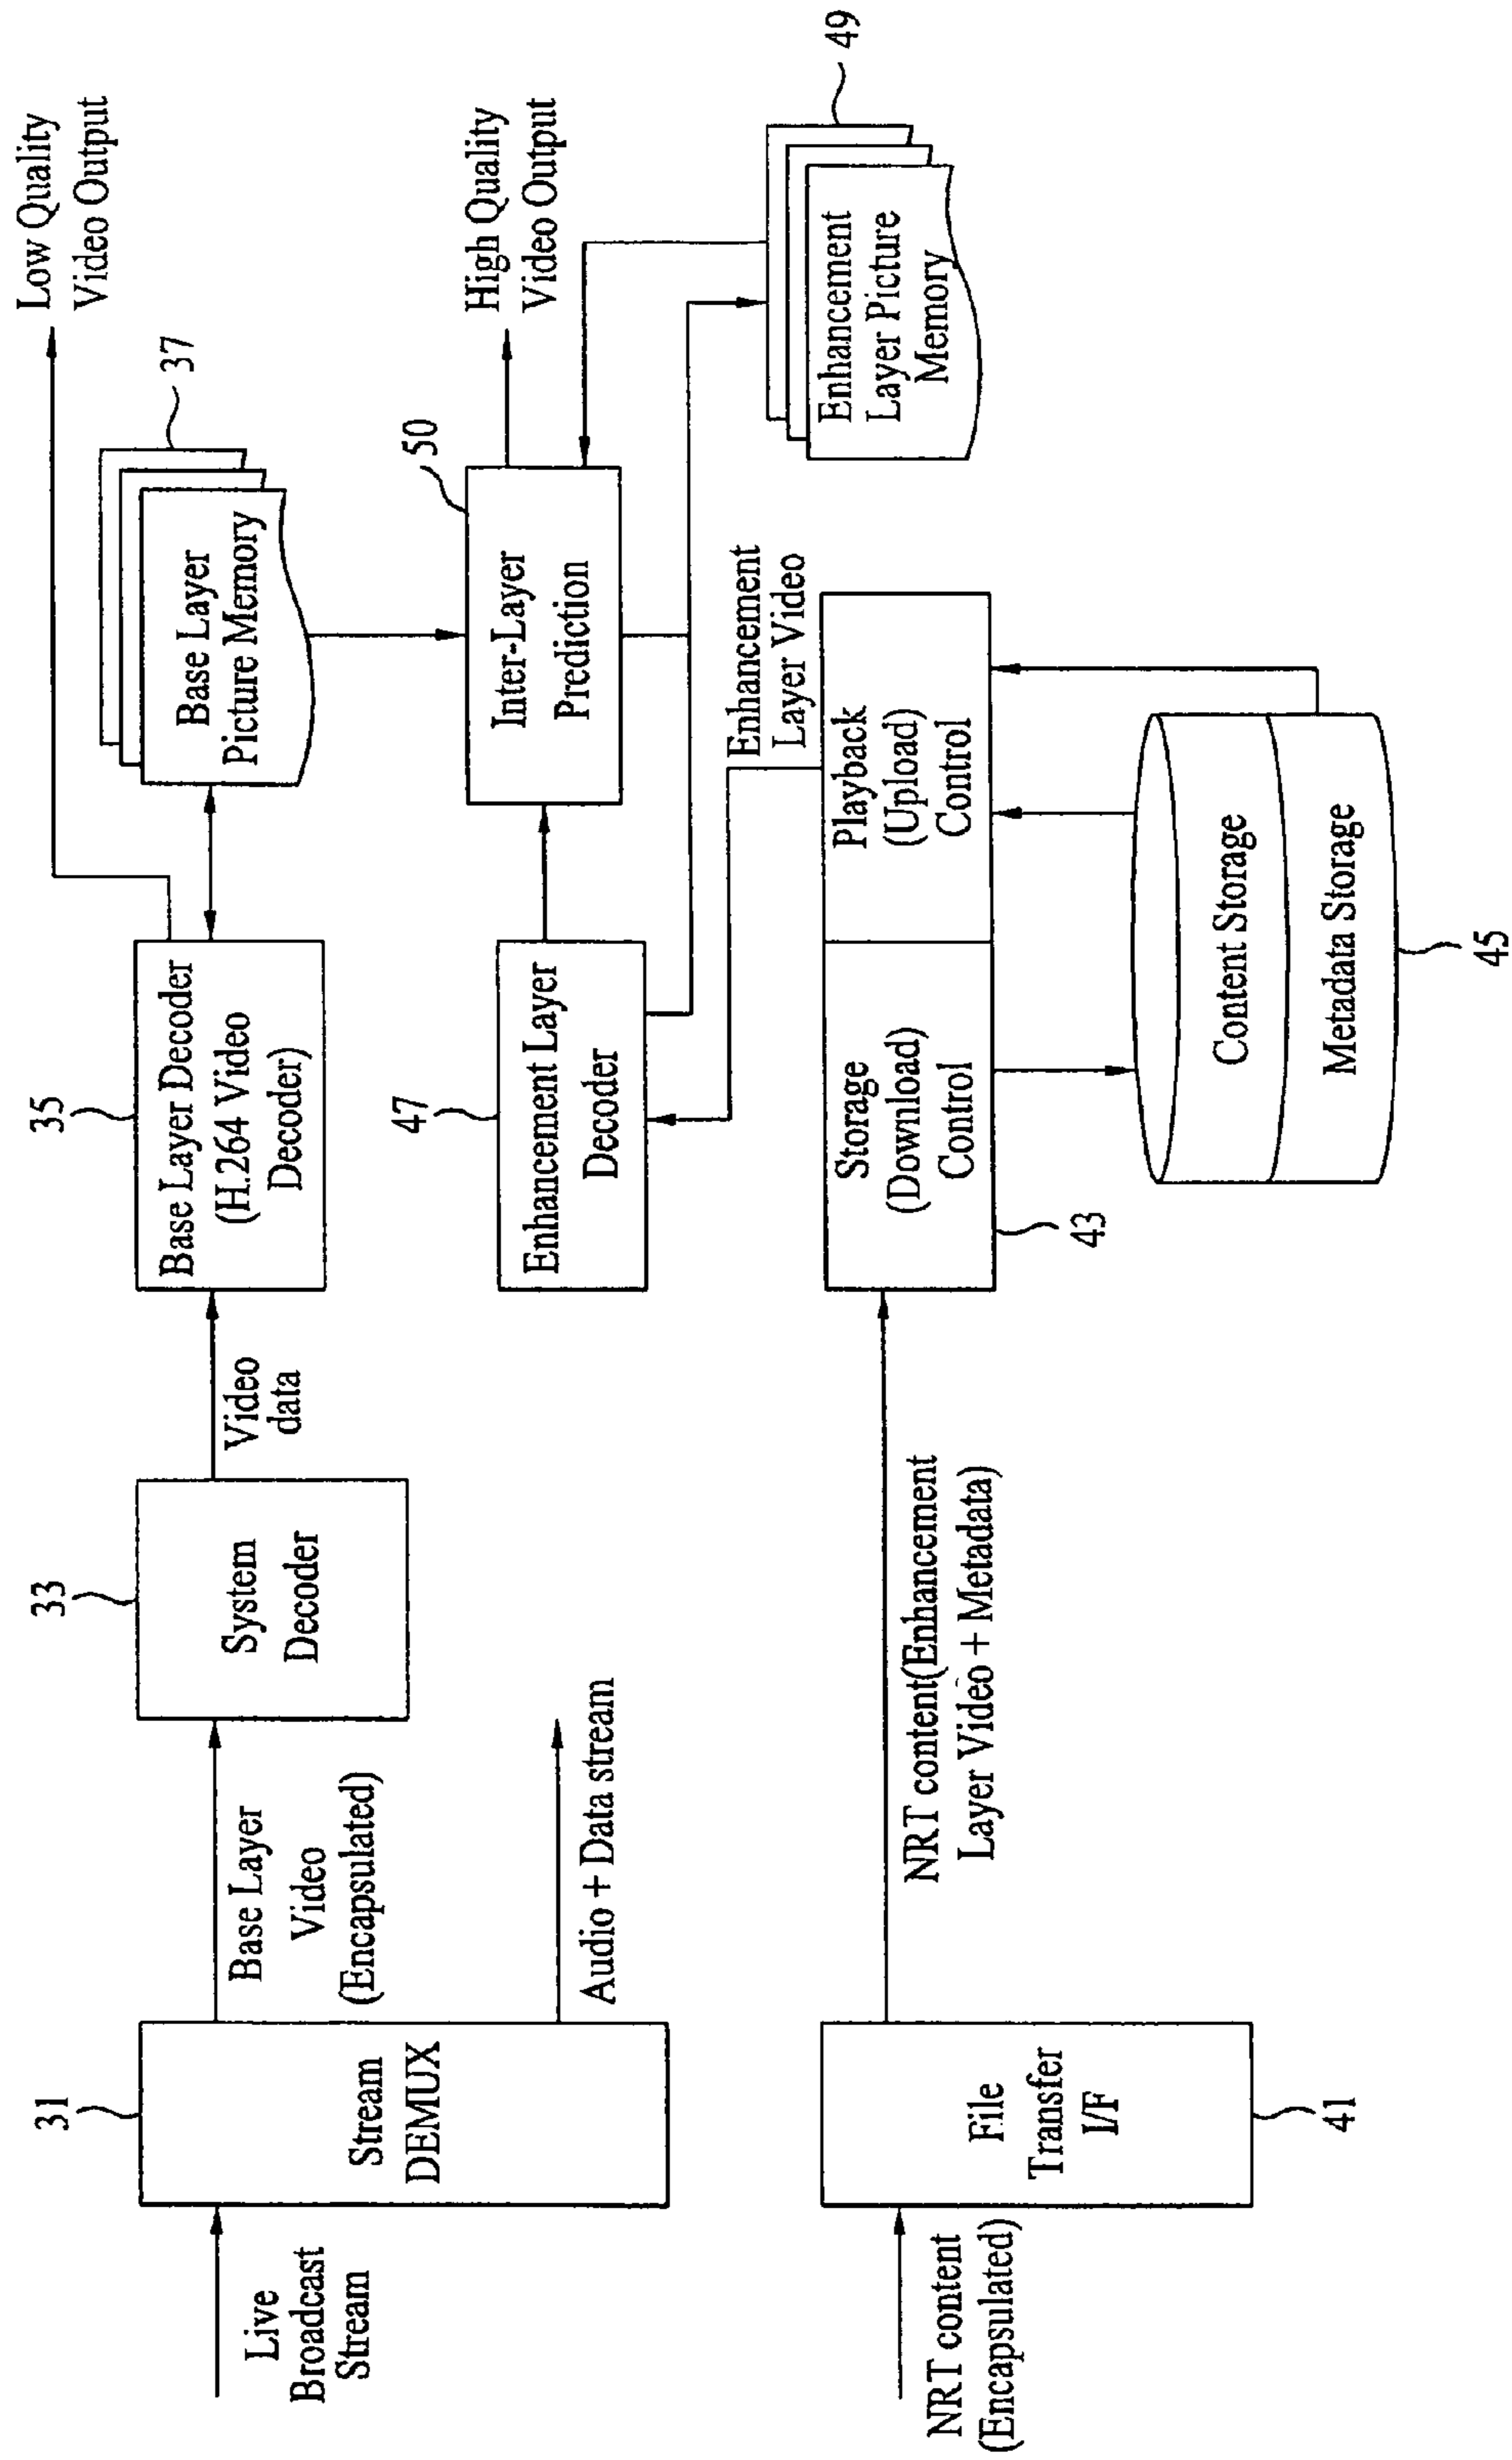 Low Quality
Video Output
37
Base Layer
Picture Memory
35
Base Layer Decoder
(H.264 Video
Decoder)
Video
data
33
System
Decoder
Base Layer
Video
(Encapsulated)
31
Stream
DEMUX
Live
Broadcast
Stream
Audio + Data stream
High Quality
Video Output
50
Inter-Layer
Prediction
47
Enhancement Layer
Decoder
Enhancement
Layer Video
49
Enhancement
Layer Picture
Memory
NRT content
(Encapsulated)
File
Transfer
I/F
41
NRT content(Enhancement
Layer Video + Metadata)
Storage
(Download)
Control
43
Playback
(Upload)
Control
Content Storage
Metadata Storage
45